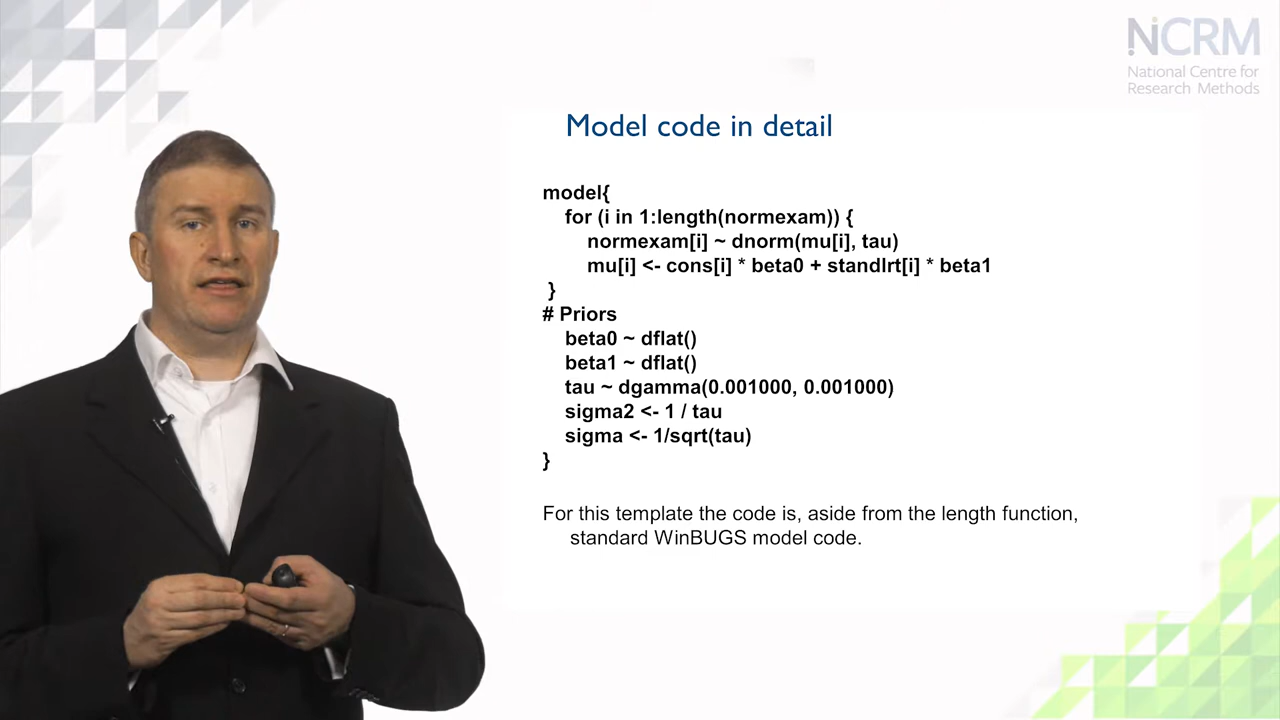 NCRM
National Centre for
Research Methods
Model code in detail
model{
for (i in 1:length(normexam)) {
normexam[i] ~ dnorm(mu[i], tau)
mu[i] <- cons[i] * beta0 + standlrt[i] * beta1
}
# Priors
beta0 ~ dflat()
beta1 ~ dflat()
tau ~ dgamma(0.001000, 0.001000)
sigma2 <- 1 / tau
sigma <- 1/sqrt(tau)
}
For this template the code is, aside from the length function,
standard WinBUGS model code.